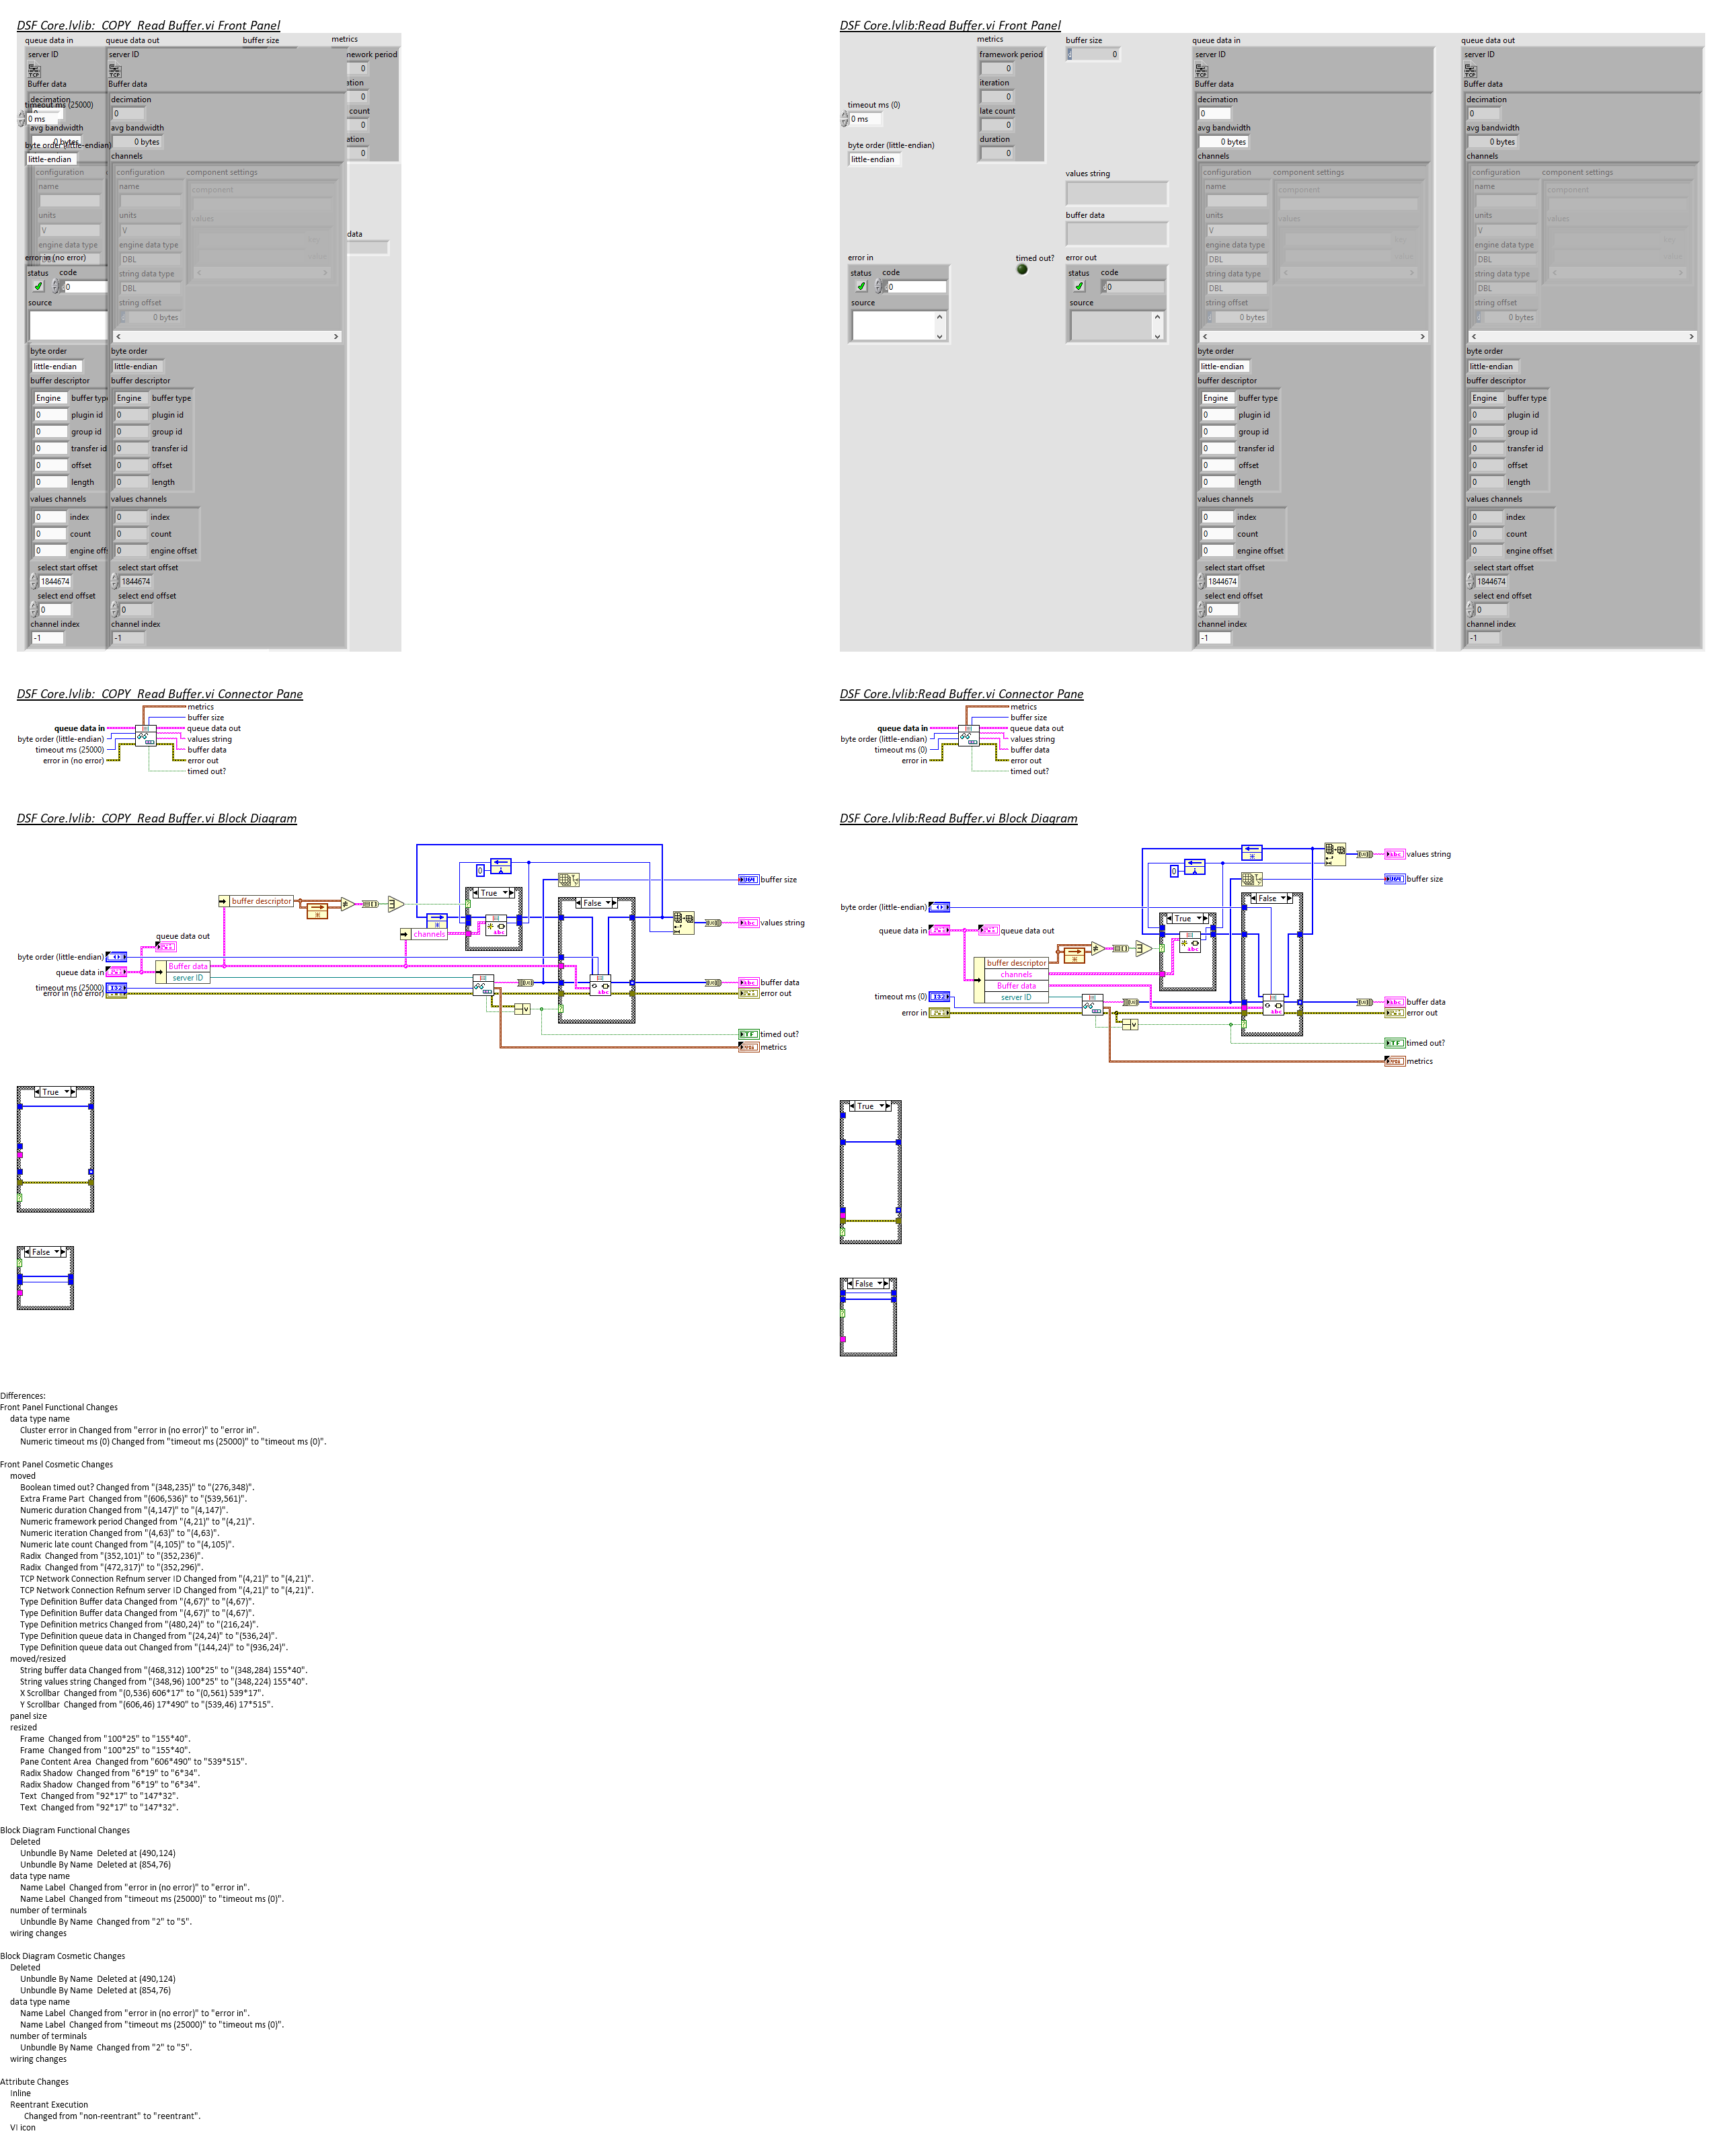 DSF Core.lvlib:_COPY_Read Buffer.vi Front Panel
queue data in
queue data out
buffer size
metrics
server ID
server ID
framework period
TCP
TCP
0
Buffer data
Buffer data
decimation
decimation
timeout ms (25000)
0
count
0 ms
avg bandwidth
avg bandwidth
0
0 bytes
0 bytes
byte order (little-endian)
channels
0
little-endian
configuration
configuration
component settings
name
name
component
units
units
values
V
V
data
engine data type
engine data type
error in (no error)
DBL
status
code
string data type
0
DBL
source
string offset
0 bytes
byte order
byte order
little-endian
little-endian
buffer descriptor
buffer descriptor
Engine
buffer type
Engine
buffer type
0
plugin id
0
plugin id
0
group id
0
group id
0
transfer id
0
transfer id
0
offset
0
offset
0
length
0
length
values channels
values channels
0
index
0
index
0
count
0
count
0
engine offs
0
engine offset
select start offset
select start offset
1844674
1844674
select end offset
select end offset
0
0
channel index
channel index
-1
-1
DSF Core.lvlib:Read Buffer.vi Front Panel
metrics
buffer size
queue data in
queue data out
framework period
0
server ID
server ID
0
TCP
TCP
iteration
Buffer data
Buffer data
0
decimation
decimation
timeout ms (0)
late count
0
0
0 ms
0
avg bandwidth
avg bandwidth
byte order (little-endian)
duration
0 bytes
0 bytes
little-endian
0
channels
channels
values string
configuration
component settings
configuration
component settings
name
component
name
component
buffer data
units
values
units
values
V
V
engine data type
engine data type
error in
timed out?
error out
DBL
DBL
status
code
status
code
string data type
string data type
0
0
DBL
DBL
source
source
string offset
string offset
0 bytes
0 bytes
byte order
byte order
little-endian
little-endian
buffer descriptor
buffer descriptor
Engine
buffer type
Engine
buffer type
0
plugin id
0
plugin id
0
group id
0
group id
0
transfer id
0
transfer id
0
offset
0
offset
0
length
0
length
values channels
values channels
0
index
0
index
0
count
0
count
0
engine offset
0
engine offset
select start offset
select start offset
1844674
1844674
select end offset
select end offset
0
0
channel index
channel index
-1
-1
DSF Core.lvlib:_COPY_Read Buffer.vi Connector Pane
metrics
buffer size
queue data in
queue data out
byte order (little-endian)
values string
timeout ms (25000)
buffer data
error in (no error)
error out
timed out?
DSF Core.lvlib:Read Buffer.vi Connector Pane
metrics
buffer size
queue data in
queue data out
byte order (little-endian)
values string
timeout ms (0)
buffer data
error in
error out
timed out?
DSF Core.lvlib:_COPY_Read Buffer.vi Block Diagram
0
buffer size
True
buffer descriptor
False
values string
channels
queue data out
byte order (little-endian)
Buffer data
queue data in
server ID
timeout ms (25000)
buffer data
error in (no error)
error out
timed out?
metrics
True
False
DSF Core.lvlib:Read Buffer.vi Block Diagram
values string
0
buffer size
False
byte order (little-endian)
True
queue data in
queue data out
buffer descriptor
channels
Buffer data
timeout ms (0)
server ID
buffer data
error in
error out
timed out?
metrics
True
False
Differences:
Front Panel Functional Changes
data type name
Cluster error in Changed from "error in (no error)" to "error in".
Numeric timeout ms (0) Changed from "timeout ms (25000)" to "timeout ms (0)".
Front Panel Cosmetic Changes
moved
Boolean timed out? Changed from "(348,235)" to "(276,348)".
Extra Frame Part  Changed from "(606,536)" to "(539,561)".
Numeric duration Changed from "(4,147)" to "(4,147)".
Numeric framework period Changed from "(4,21)" to "(4,21)".
Numeric iteration Changed from "(4,63)" to "(4,63)".
Numeric late count Changed from "(4,105)" to "(4,105)".
Radix  Changed from "(352,101)" to "(352,236)".
Radix  Changed from "(472,317)" to "(352,296)".
TCP Network Connection Refnum server ID Changed from "(4,21)" to "(4,21)".
TCP Network Connection Refnum server ID Changed from "(4,21)" to "(4,21)".
Type Definition Buffer data Changed from "(4,67)" to "(4,67)".
Type Definition Buffer data Changed from "(4,67)" to "(4,67)".
Type Definition metrics Changed from "(480,24)" to "(216,24)".
Type Definition queue data in Changed from "(24,24)" to "(536,24)".
Type Definition queue data out Changed from "(144,24)" to "(936,24)".
moved/resized
String buffer data Changed from "(468,312) 100*25" to "(348,284) 155*40".
String values string Changed from "(348,96) 100*25" to "(348,224) 155*40".
X Scrollbar  Changed from "(0,536) 606*17" to "(0,561) 539*17".
Y Scrollbar  Changed from "(606,46) 17*490" to "(539,46) 17*515".
panel size
resized
Frame  Changed from "100*25" to "155*40".
Frame  Changed from "100*25" to "155*40".
Pane Content Area  Changed from "606*490" to "539*515".
Radix Shadow  Changed from "6*19" to "6*34".
Radix Shadow  Changed from "6*19" to "6*34".
Text  Changed from "92*17" to "147*32".
Text  Changed from "92*17" to "147*32".
Block Diagram Functional Changes
Deleted
Unbundle By Name  Deleted at (490,124)
Unbundle By Name  Deleted at (854,76)
data type name
Name Label  Changed from "error in (no error)" to "error in".
Name Label  Changed from "timeout ms (25000)" to "timeout ms (0)".
number of terminals
Unbundle By Name  Changed from "2" to "5".
wiring changes
Block Diagram Cosmetic Changes
Deleted
Unbundle By Name  Deleted at (490,124)
Unbundle By Name  Deleted at (854,76)
data type name
Name Label  Changed from "error in (no error)" to "error in".
Name Label  Changed from "timeout ms (25000)" to "timeout ms (0)".
number of terminals
Unbundle By Name  Changed from "2" to "5".
wiring changes
Attribute Changes
Inline
Reentrant Execution
Changed from "non-reentrant" to "reentrant".
VI icon